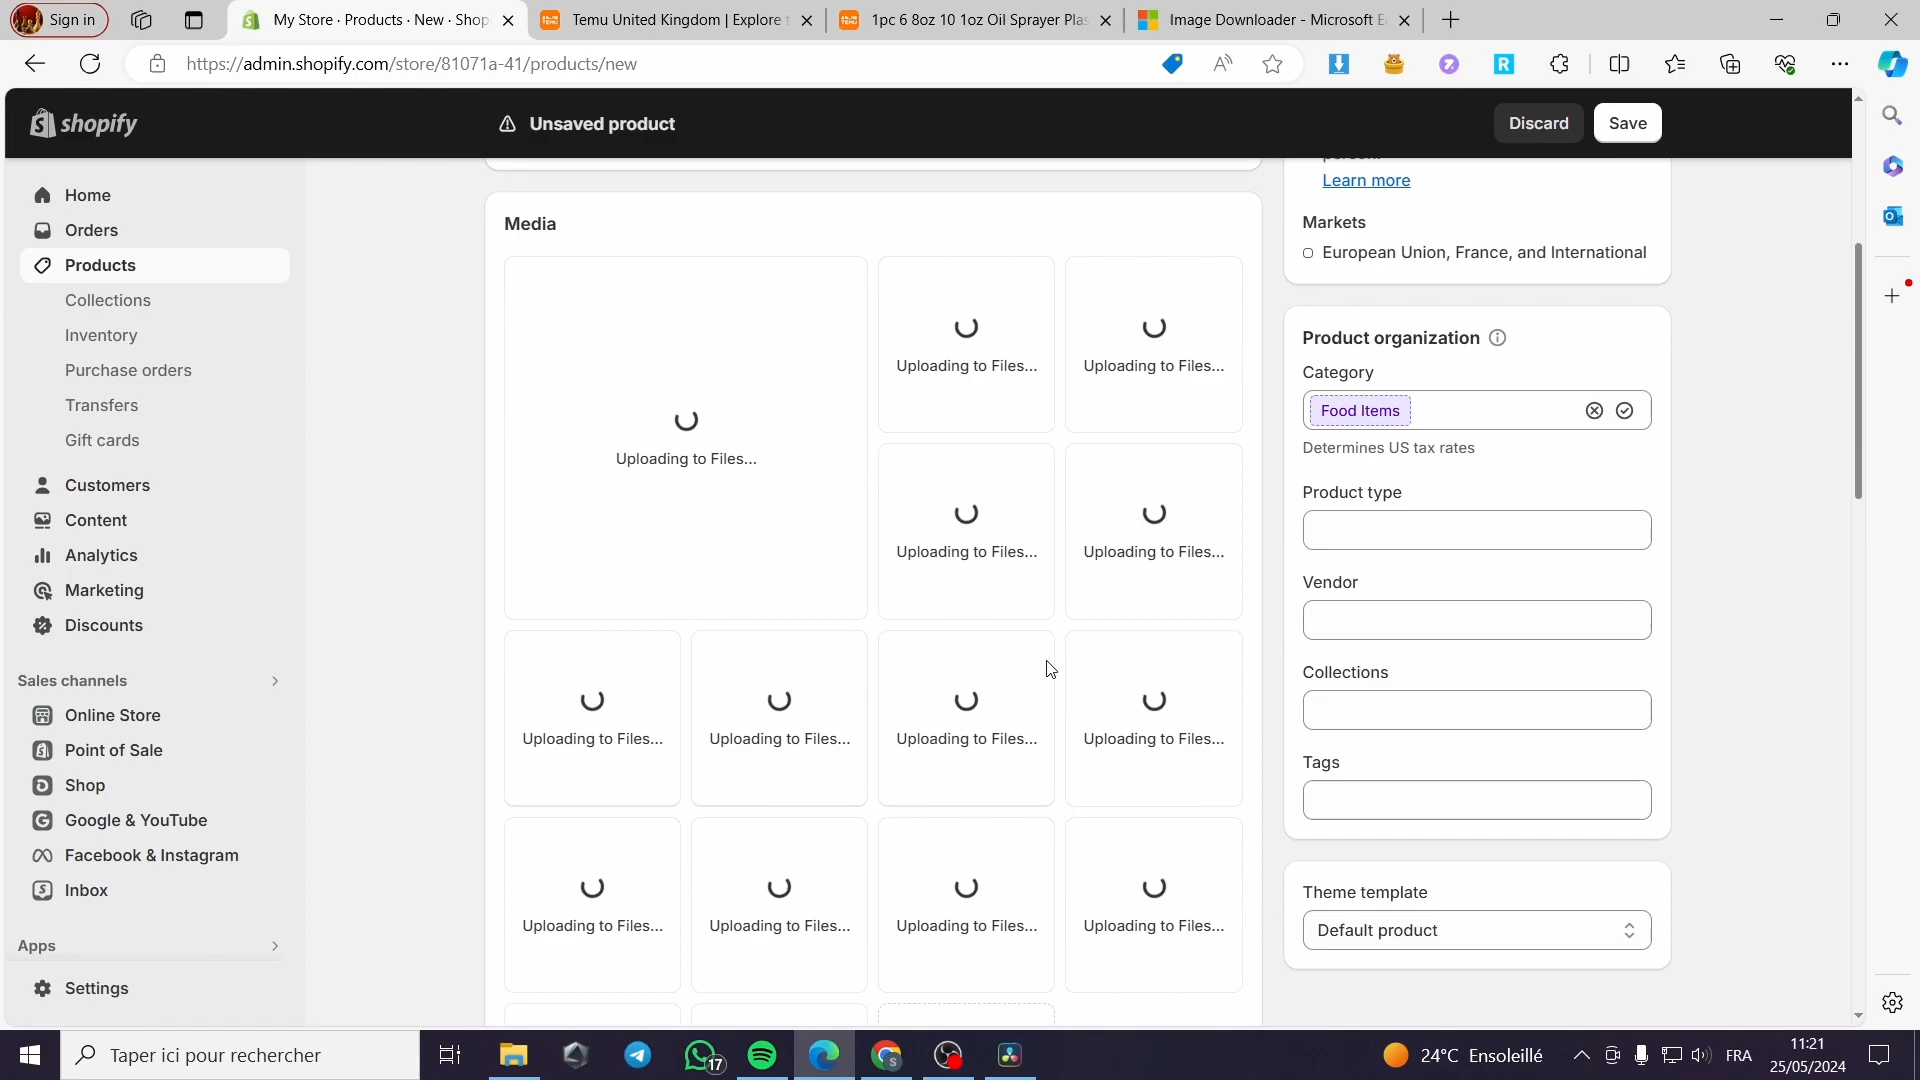 Sign in
My Store · Products · New · Shop
Temu United Kingdom | Explore t
1pc 6 8oz 10 1oz Oil Sprayer Plas
Image Downloader - Microsoft E
https://admin.shopify.com/store/81071a-41/products/new
shopify
Unsaved product
Discard
Save
Home
Orders
Products
Collections
Inventory
Purchase orders
Transfers
Gift cards
Customers
Content
Analytics
Marketing
Discounts
Sales channels
Online Store
Point of Sale
Shop
Google & YouTube
Facebook & Instagram
Inbox
Apps
Settings
Media
Uploading to Files...
Uploading to Files...
Uploading to Files...
Uploading to Files...
Uploading to Files...
Uploading to Files...
Uploading to Files...
Uploading to Files...
Uploading to Files...
Uploading to Files...
Uploading to Files...
Uploading to Files...
Uploading to Files...
Learn more
Markets
European Union, France, and International
Product organization
Category
Food Items
Determines US tax rates
Product type
Vendor
Collections
Tags
Theme template
Default product
Taper ici pour rechercher
17
24°C Ensoleillé
FRA
11:21
25/05/2024